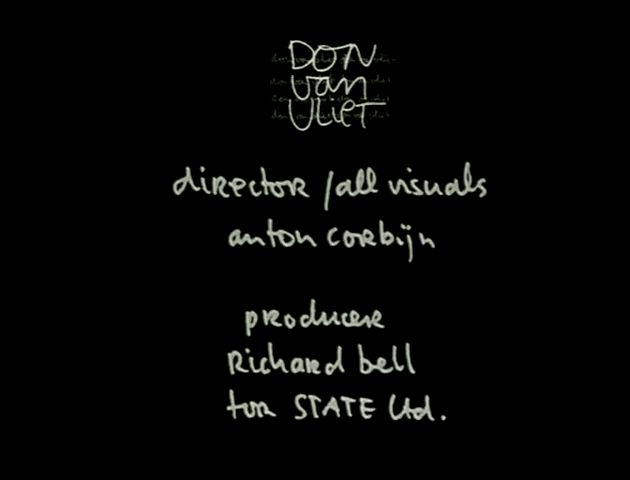 DON
van
VLIET
director / all visuals
anton corbijn
producer
Richard bell
for STATE Ltd.